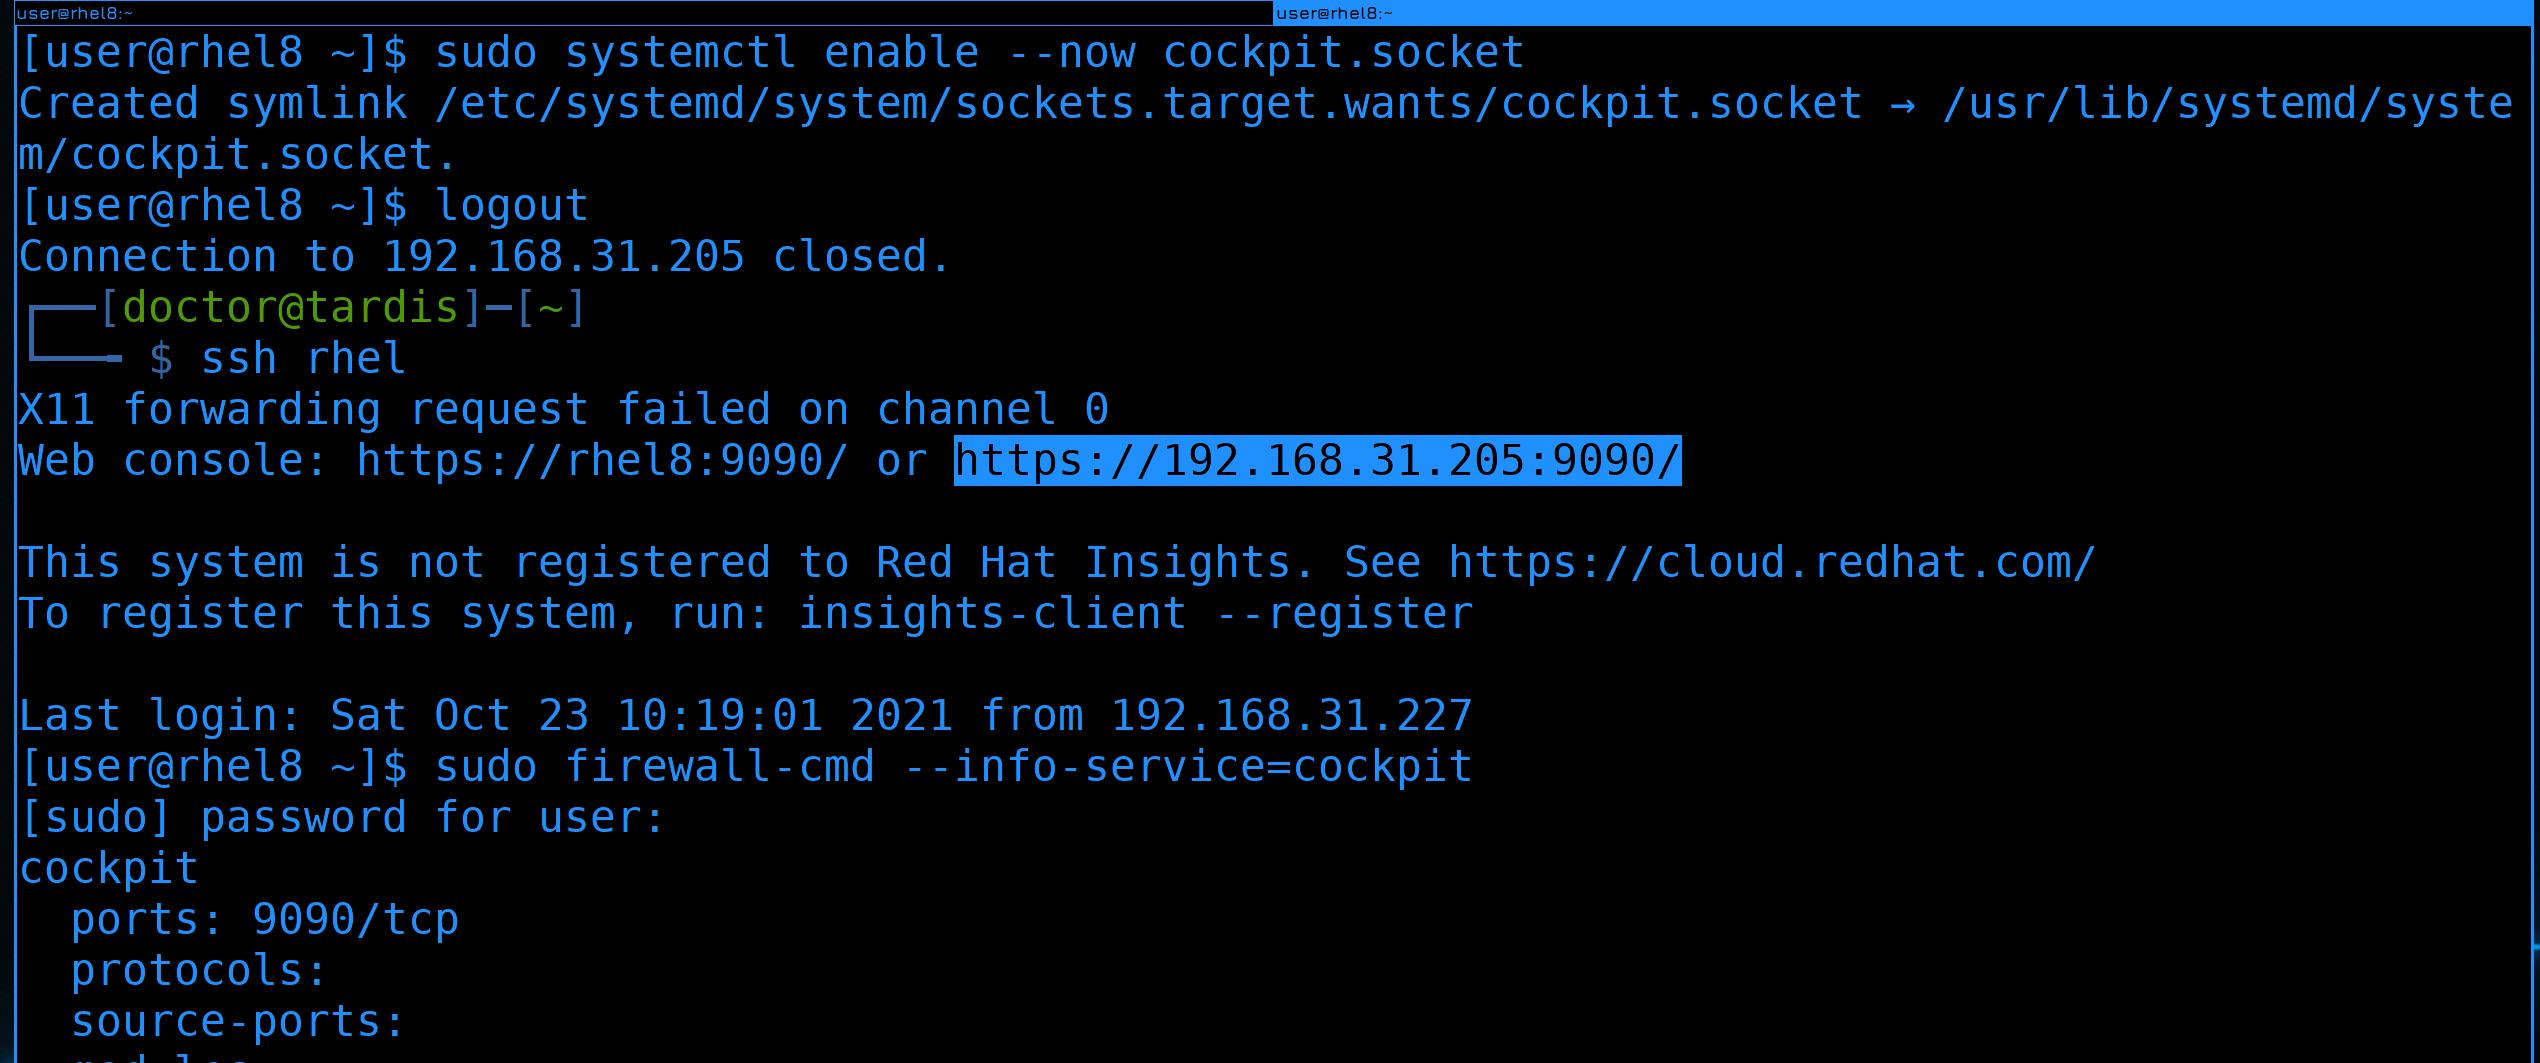 user@rhel8:~ user@rhel8:~
[user@rhel8 ~]$ sudo systemctl enable --now cockpit.socket
Created symlink /etc/systemd/system/sockets.target.wants/cockpit.socket → /usr/lib/systemd/syste
m/cockpit.socket.
[user@rhel8 ~]$ logout
Connection to 192.168.31.205 closed.
┌──[doctor@tardis]─[~]
└──╼ $ ssh rhel
X11 forwarding request failed on channel 0
Web console: https://rhel8:9090/ or https://192.168.31.205:9090/
This system is not registered to Red Hat Insights. See https://cloud.redhat.com/
To register this system, run: insights-client --register
Last login: Sat Oct 23 10:19:01 2021 from 192.168.31.227
[user@rhel8 ~]$ sudo firewall-cmd --info-service=cockpit
[sudo] password for user:
cockpit
  ports: 9090/tcp
  protocols:
  source-ports: